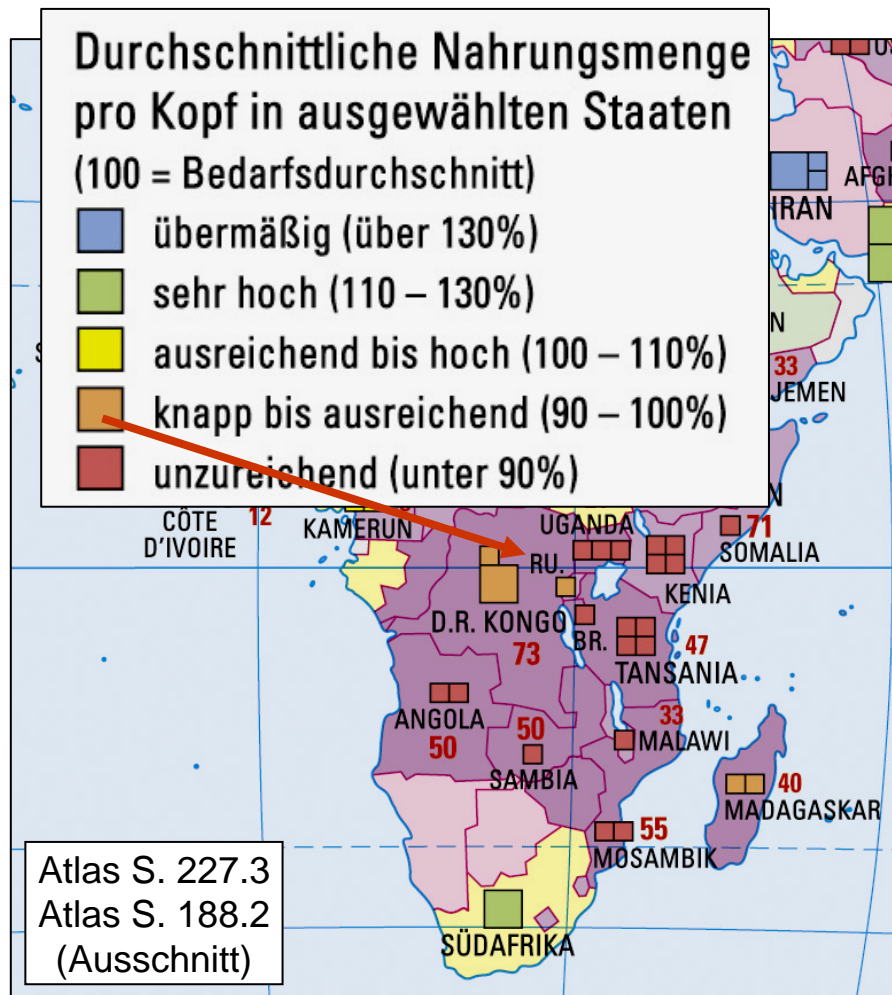 Durchschnittliche Nahrungsmenge
pro Kopf in ausgewählten Staaten
(100 = Bedarfsdurchschnitt)
übermäßig (über 130%)
sehr hoch (110 – 130%)
ausreichend bis hoch (100 – 110%)
knapp bis ausreichend (90 – 100%)
unzureichend (unter 90%)
IRAN
33
JEMEN
CÔTE
D'IVOIRE
12
KAMERUN
UGANDA
71
SOMALIA
RU.
KENIA
D.R. KONGO
BR.
73
47
TANSANIA
ANGOLA
50
50
SAMBIA
33
MALAWI
40
MADAGASKAR
55
MOSAMBIK
SÜDAFRIKA
Atlas S. 227.3
Atlas S. 188.2
(Ausschnitt)